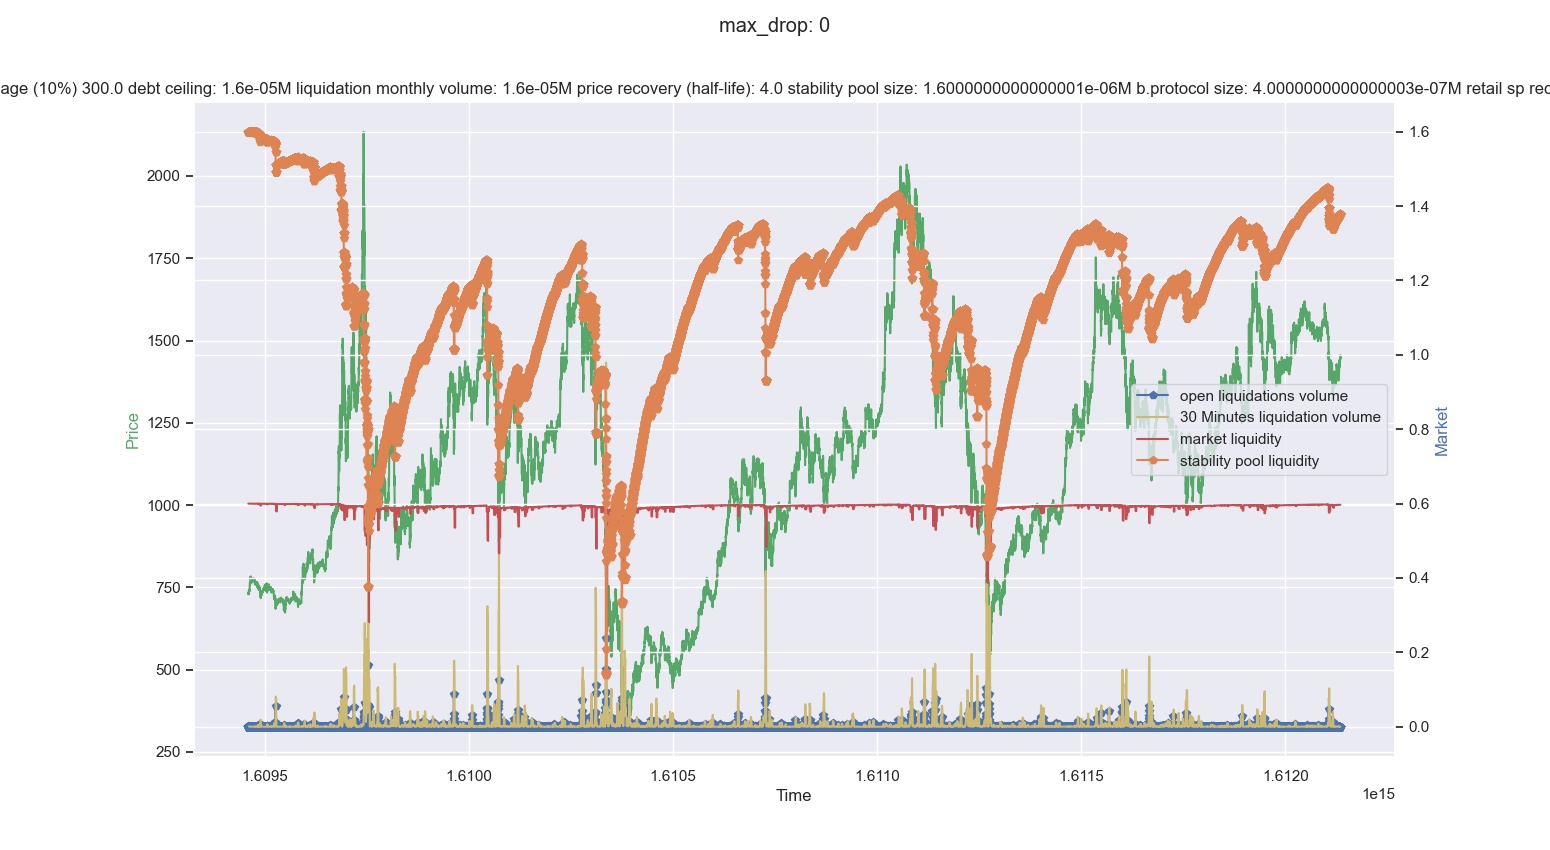 max_drop: 0
age (10%) 300.0 debt ceiling: 1.6e-05M liquidation monthly volume: 1.6e-05M price recovery (half-life): 4.0 stability pool size: 1.6000000000000001e-06M b.protocol size: 4.0000000000000003e-07M retail sp rec
2000
1750
1500
1250
1000
750
500
250
Price
1.6
1.4
1.2
1.0
0.8
0.6
0.4
0.2
0.0
Market
open liquidations volume
30 Minutes liquidation volume
market liquidity
stability pool liquidity
1.6095 1.6100 1.6105 1.6110 1.6115 1.6120
Time
1e15